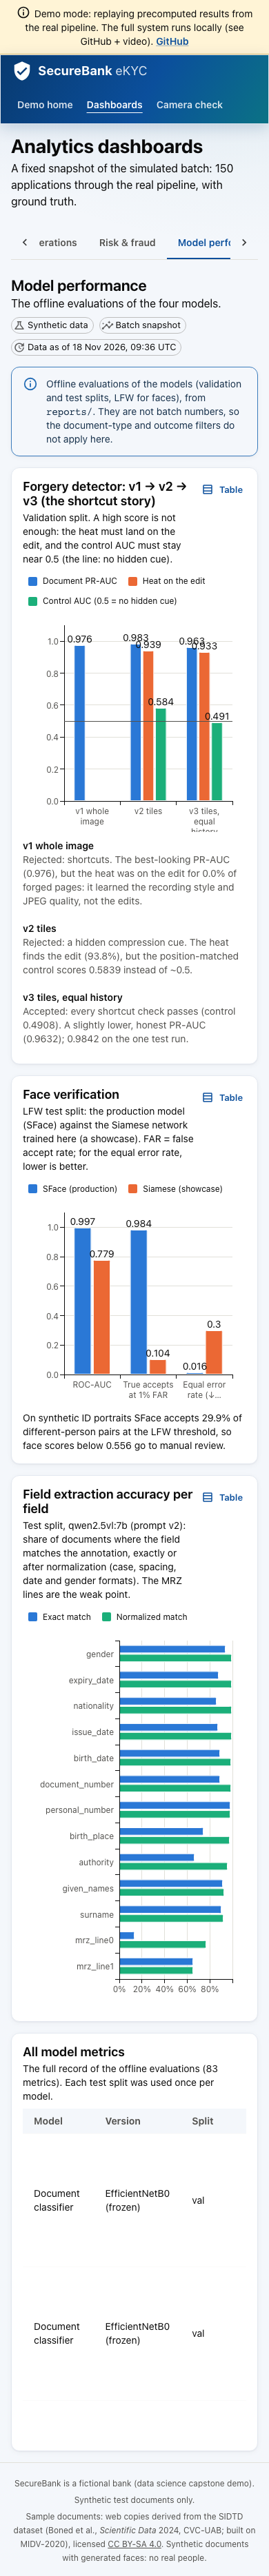 Demo mode: replaying precomputed results from
the real pipeline. The full system runs locally (see
GitHub + video). GitHub
SecureBank eKYC
Demo home Dashboards Camera check
Analytics dashboards
A fixed snapshot of the simulated batch: 150
applications through the real pipeline, with
ground truth.
erations Risk & fraud Model perfo
Model performance
The offline evaluations of the four models.
Synthetic data Batch snapshot
Data as of 18 Nov 2026, 09:36 UTC
Offline evaluations of the models (validation
and test splits, LFW for faces), from
reports/. They are not batch numbers, so
the document-type and outcome filters do
not apply here.
Forgery detector: v1 → v2 →
v3 (the shortcut story)
Table
Validation split. A high score is not
enough: the heat must land on the
edit, and the control AUC must stay
near 0.5 (the line: no hidden cue).
Document PR-AUC Heat on the edit
Control AUC (0.5 = no hidden cue)
1.0
0.8
0.6
0.4
0.2
0.0
0.976
0.983
0.939
0.584
0.963
0.933
0.491
v1 whole
image
v2 tiles
v3 tiles,
equal
history
v1 whole image
Rejected: shortcuts. The best-looking PR-AUC
(0.976), but the heat was on the edit for 0.0% of
forged pages: it learned the recording style and
JPEG quality, not the edits.
v2 tiles
Rejected: a hidden compression cue. The heat
finds the edit (93.8%), but the position-matched
control scores 0.5839 instead of ~0.5.
v3 tiles, equal history
Accepted: every shortcut check passes (control
0.4908). A slightly lower, honest PR-AUC
(0.9632); 0.9842 on the one test run.
Face verification
Table
LFW test split: the production model
(SFace) against the Siamese network
trained here (a showcase). FAR = false
accept rate; for the equal error rate,
lower is better.
SFace (production) Siamese (showcase)
1.0
0.8
0.6
0.4
0.2
0.0
0.997
0.779
0.984
0.104
0.016
0.3
ROC-AUC
True accepts
at 1% FAR
Equal error
rate (↓...
On synthetic ID portraits SFace accepts 29.9% of
different-person pairs at the LFW threshold, so
face scores below 0.556 go to manual review.
Field extraction accuracy per
field
Table
Test split, qwen2.5vl:7b (prompt v2):
share of documents where the field
matches the annotation, exactly or
after normalization (case, spacing,
date and gender formats). The MRZ
lines are the weak point.
Exact match Normalized match
gender
expiry_date
nationality
issue_date
birth_date
document_number
personal_number
birth_place
authority
given_names
surname
mrz_line0
mrz_line1
0% 20% 40% 60% 80%
All model metrics
The full record of the offline evaluations (83
metrics). Each test split was used once per
model.
Model Version Split
Document
classifier
EfficientNetB0
(frozen)
val
Document
classifier
EfficientNetB0
(frozen)
val
SecureBank is a fictional bank (data science capstone demo).
Synthetic test documents only.
Sample documents: web copies derived from the SIDTD
dataset (Boned et al., Scientific Data 2024, CVC-UAB; built on
MIDV-2020), licensed CC BY-SA 4.0. Synthetic documents
with generated faces: no real people.